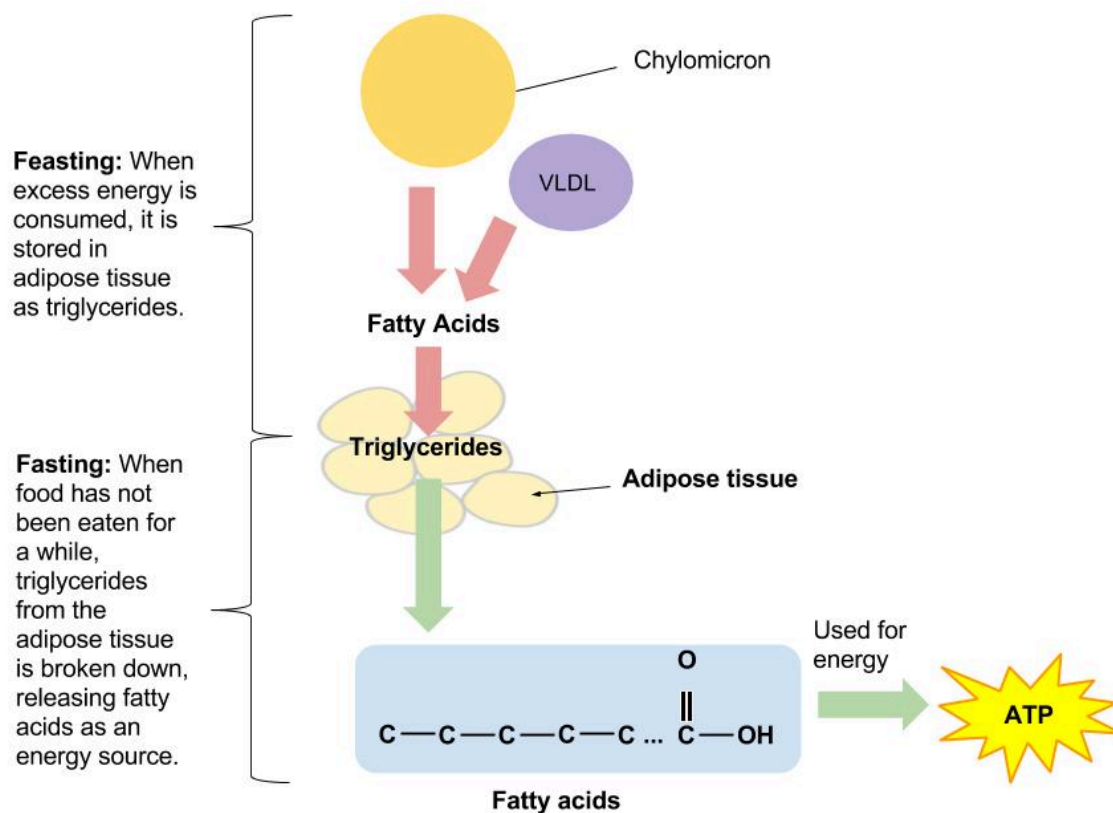 Chylomicron
VLDL
Feasting: When
excess energy is
consumed, it is
stored in
adipose tissue
as triglycerides.
Fatty Acids
Triglycerides
Adipose tissue
Fasting: When
food has not
been eaten for
a while,
triglycerides
from the
adipose tissue
is broken down,
releasing fatty
acids as an
energy source.
Used for
energy
O
C C C C C ... C OH
ATP
Fatty acids